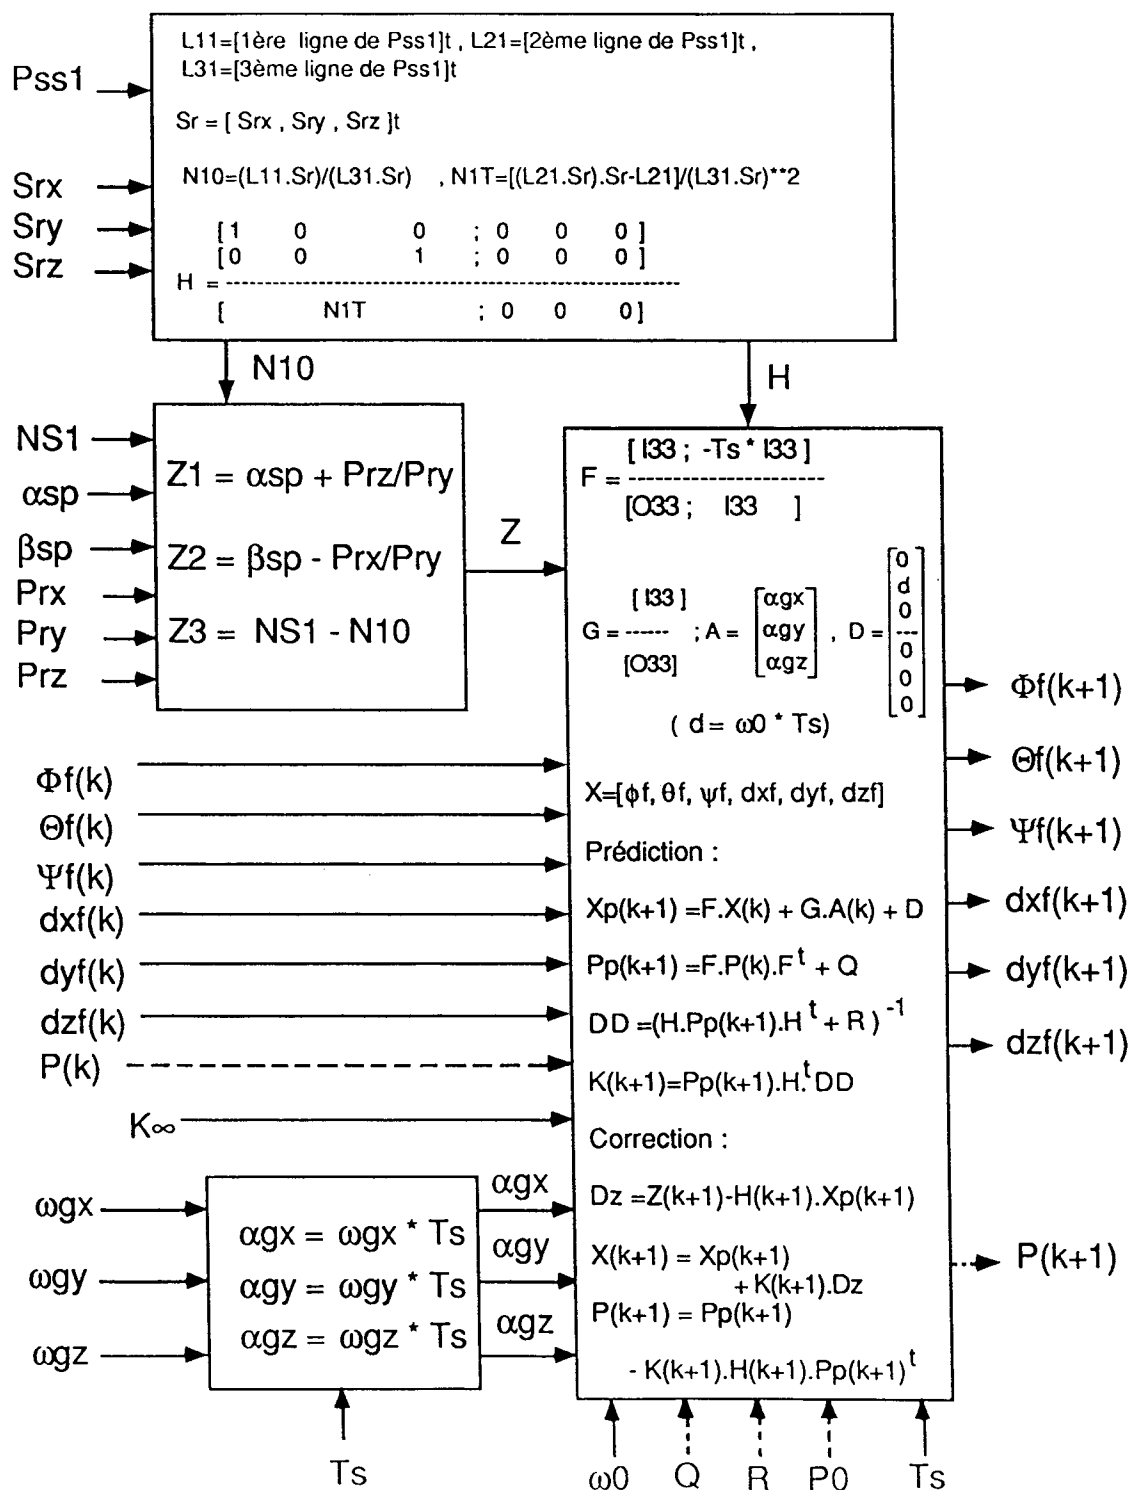 L11=[1ère ligne de Pss1]t , L21=[2ème ligne de Pss1]t ,
L31=[3ème ligne de Pss1]t
Pss1
Sr = [ Srx , Sry , Srz ]t
N10=(L11.Sr)/(L31.Sr) , N1T=[(L21.Sr).Sr-L21]/(L31.Sr)**2
Srx
Sry
Srz
[1 0 0 ; 0 0 0 ]
[0 0 1 ; 0 0 0]
H = --------------------
[ N1T ; 0 0 0]
N10
H
NS1
αsp
βsp
Prx
Pry
Prz
Z1 = αsp + Prz/Pry
Z2 = βsp - Prx/Pry
Z3 = NS1 - N10
Z
[ I33 ; -Ts * I33 ]
F = --------------------
[O33 ; I33 ]
[ I33 ]
G = ------ ; A = [αgx αgy αgz] , D = [0 d 0 --- 0 0 0]
[O33]
( d = ω0 * Ts)
Φf(k)
Θf(k)
Ψf(k)
dxf(k)
dyf(k)
dzf(k)
P(k)
K∞
X=[ϕf, θf, ψf, dxf, dyf, dzf]
Prédiction :
Xp(k+1) =F.X(k) + G.A(k) + D
Pp(k+1) =F.P(k).F^t + Q
DD =(H.Pp(k+1).H^t + R )^-1
K(k+1)=Pp(k+1).H.^t DD
Correction :
Dz =Z(k+1)-H(k+1).Xp(k+1)
X(k+1) = Xp(k+1)
+ K(k+1).Dz
P(k+1) = Pp(k+1)
- K(k+1).H(k+1).Pp(k+1)^t
Φf(k+1)
Θf(k+1)
Ψf(k+1)
dxf(k+1)
dyf(k+1)
dzf(k+1)
P(k+1)
ωgx
ωgy
ωgz
αgx = ωgx * Ts
αgy = ωgy * Ts
αgz = ωgz * Ts
αgx
αgy
αgz
Ts
ω0 Q R P0 Ts